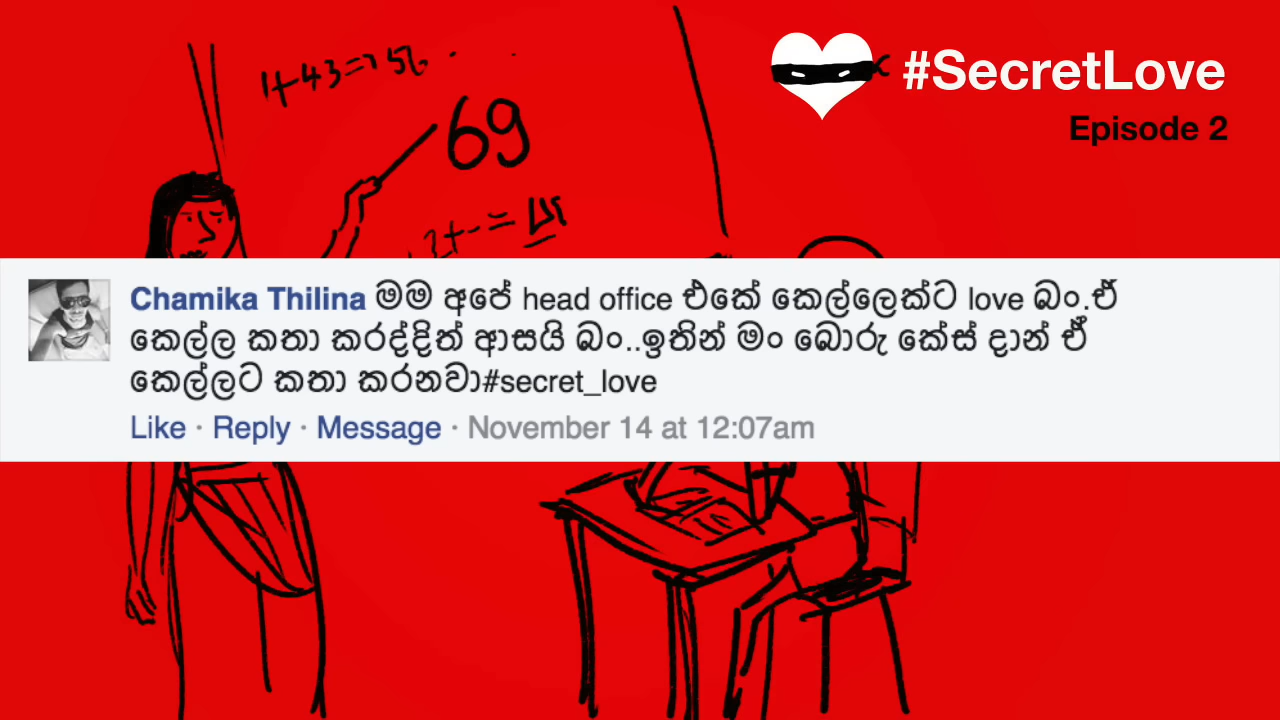 1+43=756
#SecretLove
69
Episode 2
Chamika Thilina මම අපේ head office එකේ කෙල්ලෙක්ට love බං.ඒ
කෙල්ල කතා කරද්දිත් ආසයි බං..ඉතින් මං බොරු කේස් දාන් ඒ
කෙල්ලට කතා කරනවා#secret_love
Like · Reply · Message · November 14 at 12:07am